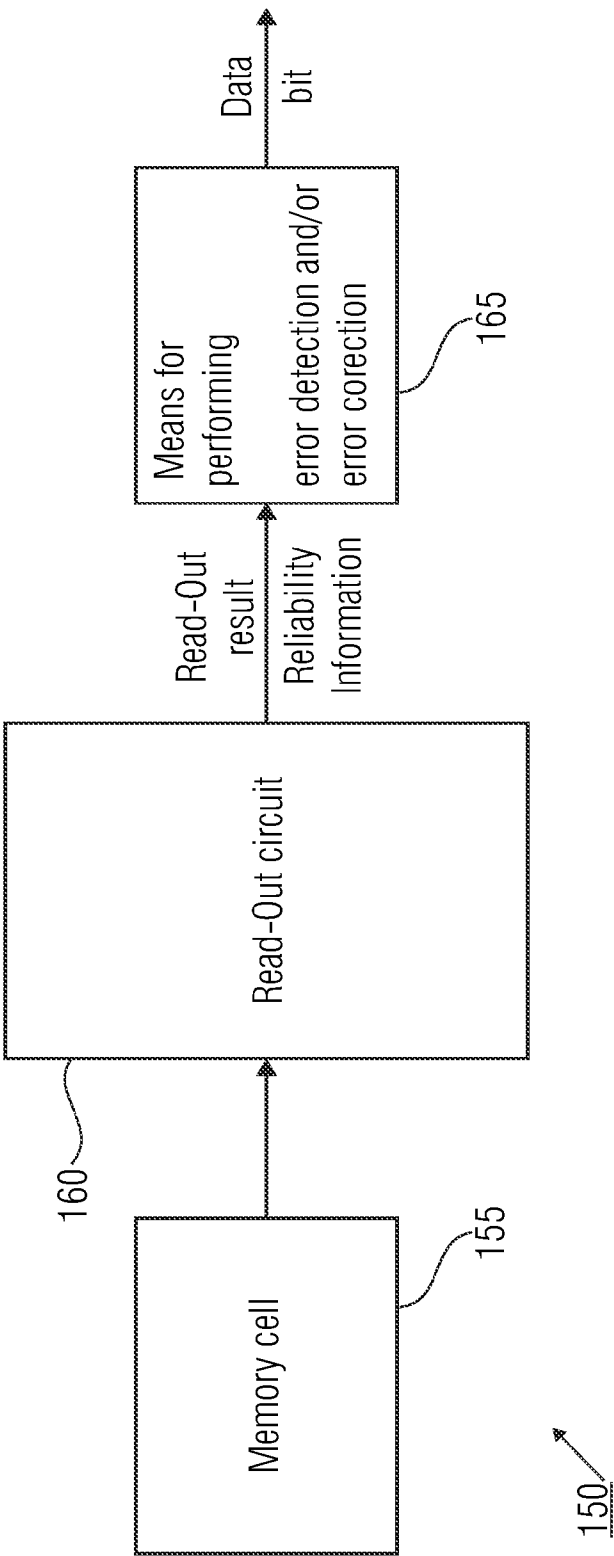 160
Memory cell
155
150
Read-Out circuit
Read-Out
result
Reliability
Information
Means for
performing
error detection and/or
error corection
165
Data
bit